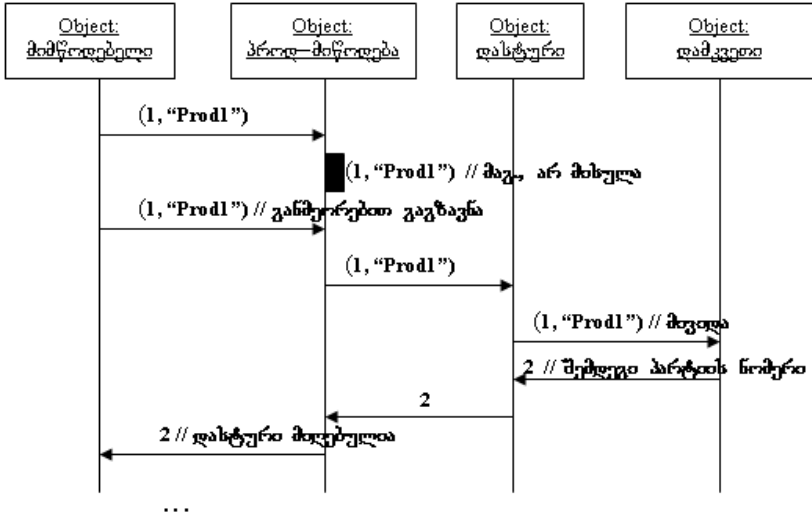 Object:
მიმწოდებელი
Object:
პროდ–მიწოდება
Object:
დასტური
Object:
დამკვეთი
(1, “Prod1”)
(1, “Prod1”) // მაგ., არ მისულა
(1, “Prod1”) // განმეორებით გაგზავნა
(1, “Prod1”)
(1, “Prod1”) // მივიდა
2 // შემდეგი პარტიის ნომერი
2
2 // დასტური მიღებულია
...